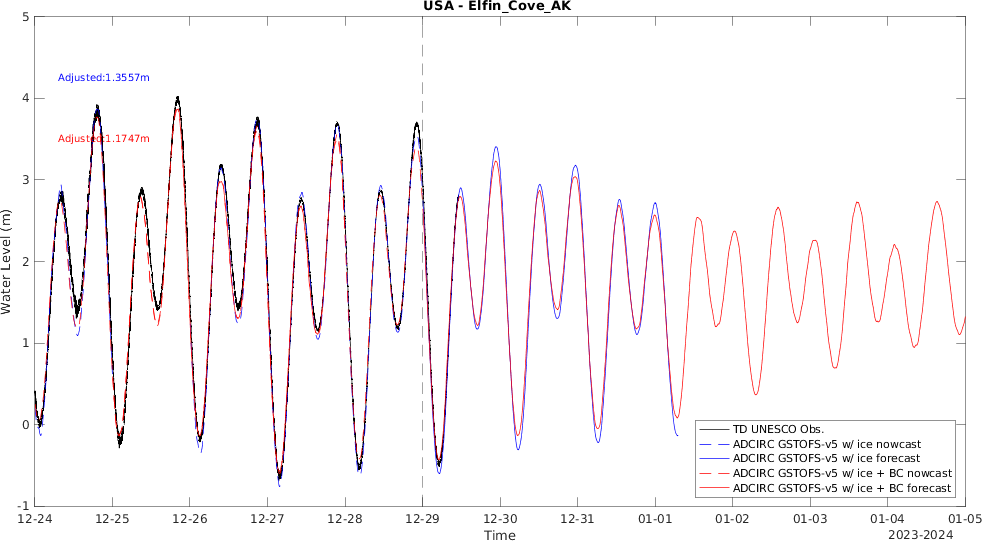 USA - Elfin_Cove_AK
Adjusted:1.3557m
Adjusted:1.1747m
Water Level (m)
5
4
3
2
1
0
-1
TD UNESCO Obs.
ADCIRC GSTOFS-v5 w/ ice nowcast
ADCIRC GSTOFS-v5 w/ ice forecast
ADCIRC GSTOFS-v5 w/ ice + BC nowcast
ADCIRC GSTOFS-v5 w/ ice + BC forecast
12-24 12-25 12-26 12-27 12-28 12-29 12-30 12-31 01-01 01-02 01-03 01-04 01-05
Time
2023-2024